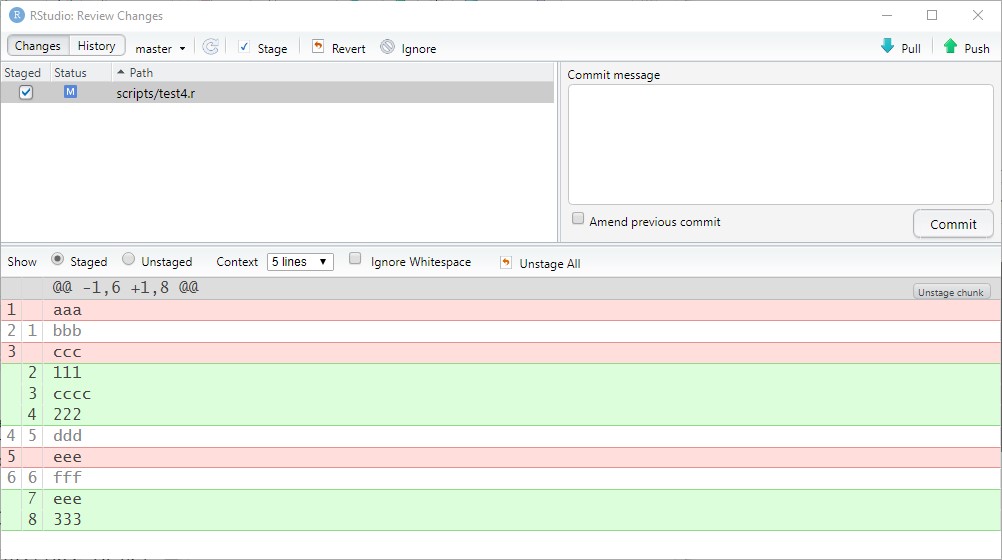 R RStudio: Review Changes
Changes History master Stage Revert Ignore Pull Push
Staged Status Path
M scripts/test4.r
Commit message
Amend previous commit
Commit
Show Staged Unstaged Context 5 lines Ignore Whitespace Unstage All
@@ -1,6 +1,8 @@ Unstage chunk
1 aaa
2 1 bbb
3 ccc
2 111
3 cccc
4 222
4 5 ddd
5 eee
6 6 fff
7 eee
8 333